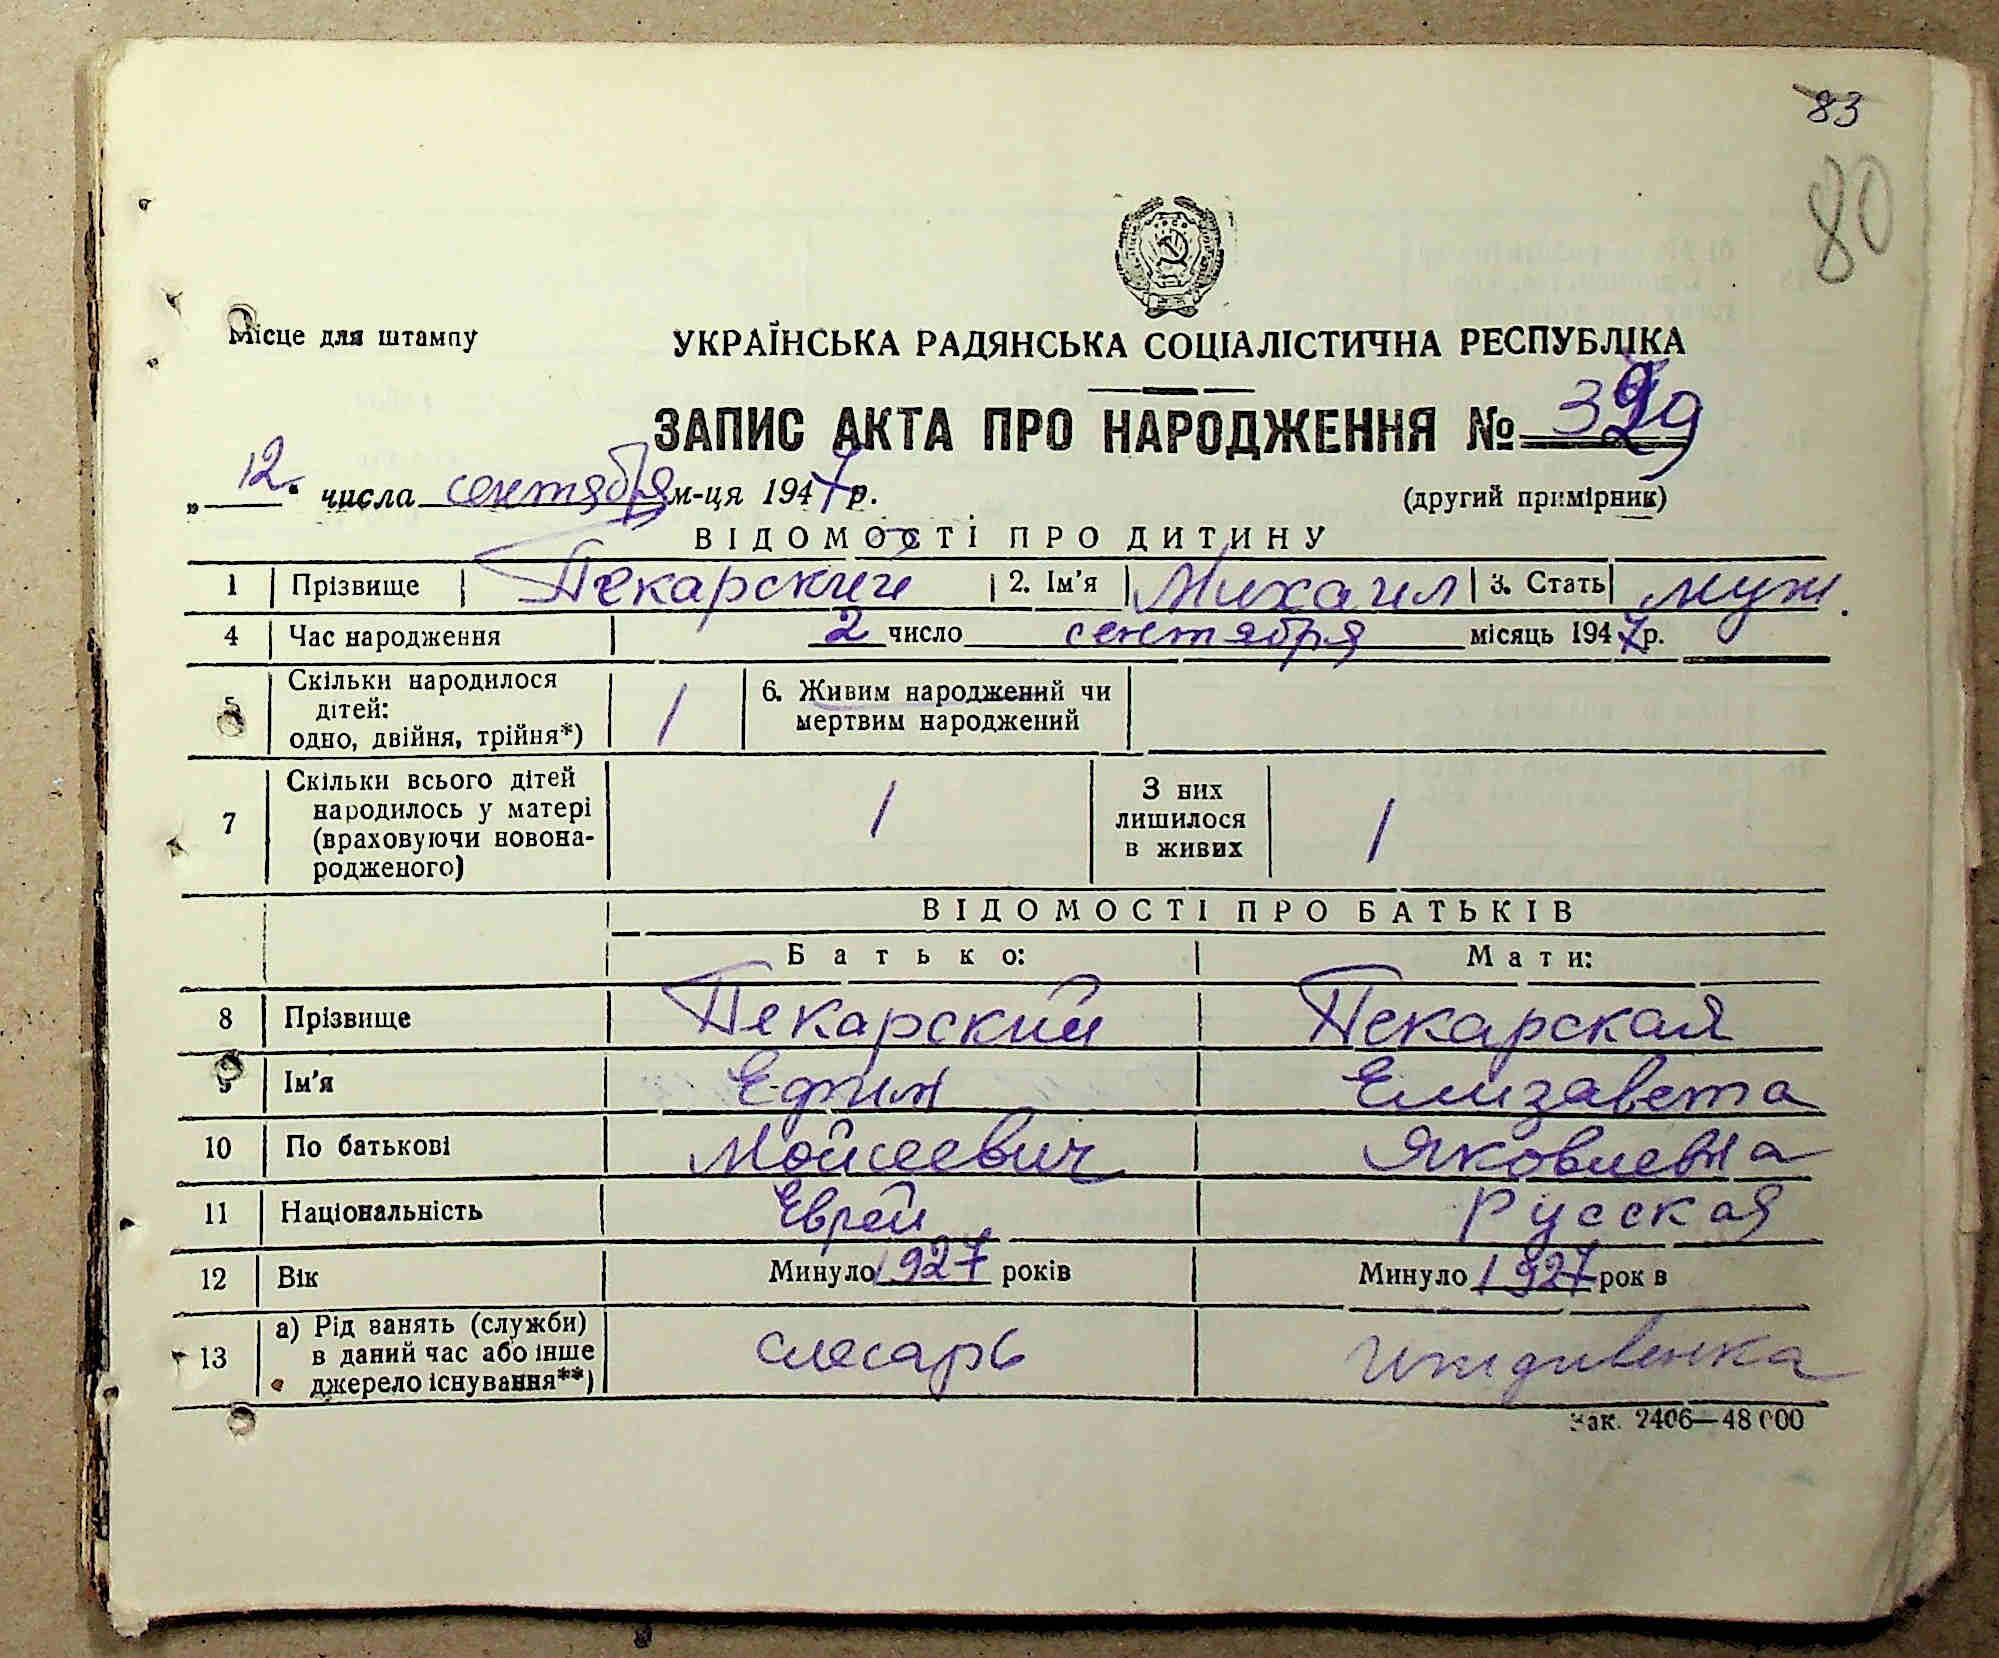 83
80
Місце для штампу
УКРАЇНСЬКА РАДЯНСЬКА СОЦІАЛІСТИЧНА РЕСПУБЛІКА
ЗАПИС АКТА ПРО НАРОДЖЕННЯ №
„ 12 “ числа сентября м-ця 1947 р. (другий примірник)
ВІДОМОСТІ ПРО ДИТИНУ
1 Прізвище Пекарский 2. Ім'я Михаил 3. Стать муж.
4 Час народження 2 число сентября місяць 1947 р.
5 Скільки народилося дітей: одно, двійня, трійня*) 1 6. Живим народжений чи мертвим народжений
7 Скільки всього дітей народилось у матері (враховуючи новонародженого) 1 З них лишилося в живих 1
ВІДОМОСТІ ПРО БАТЬКІВ
Батько: Мати:
8 Прізвище Пекарский Пекарская
9 Ім'я Ефим Елизавета
10 По батькові Мойсеевич Яковлевна
11 Національність Еврей Русская
12 Вік Минуло 1927 років Минуло 1927 рок в
13 а) Рід занять (служби) в даний час або інше джерело існування**) слесарь иждивенка
Зак. 2406—48 000